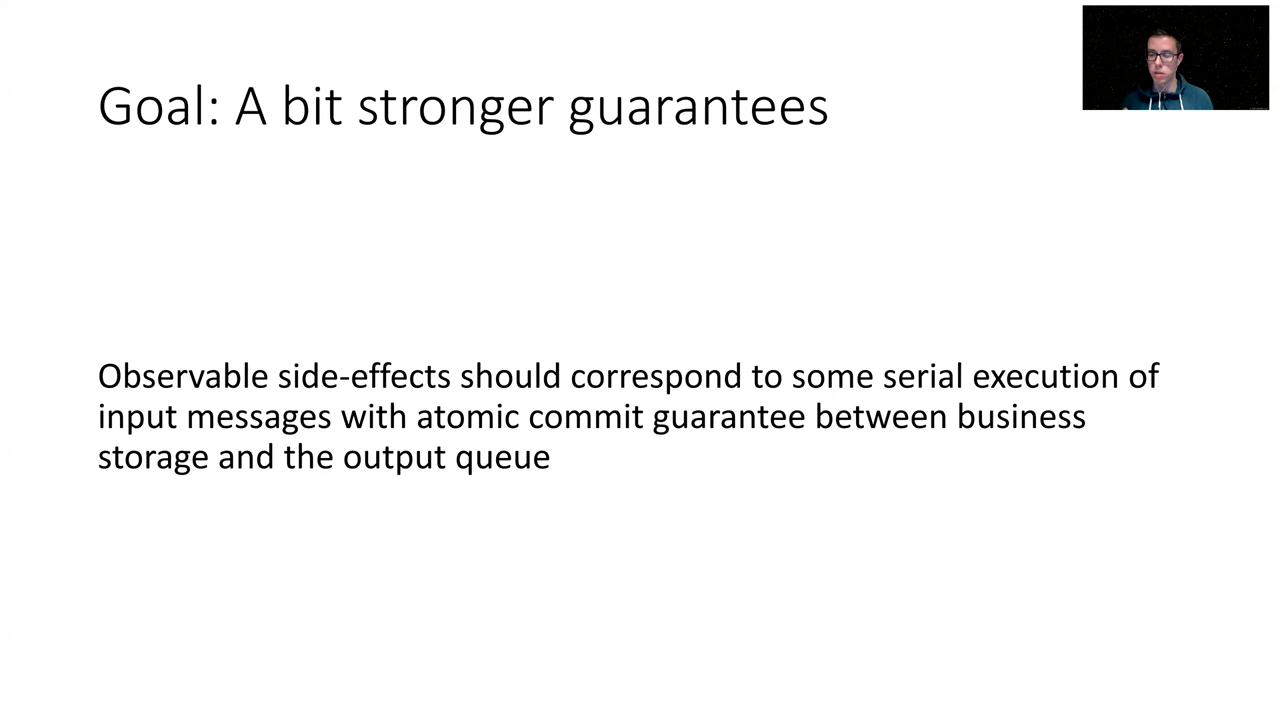 Goal: A bit stronger guarantees
Observable side-effects should correspond to some serial execution of
input messages with atomic commit guarantee between business
storage and the output queue